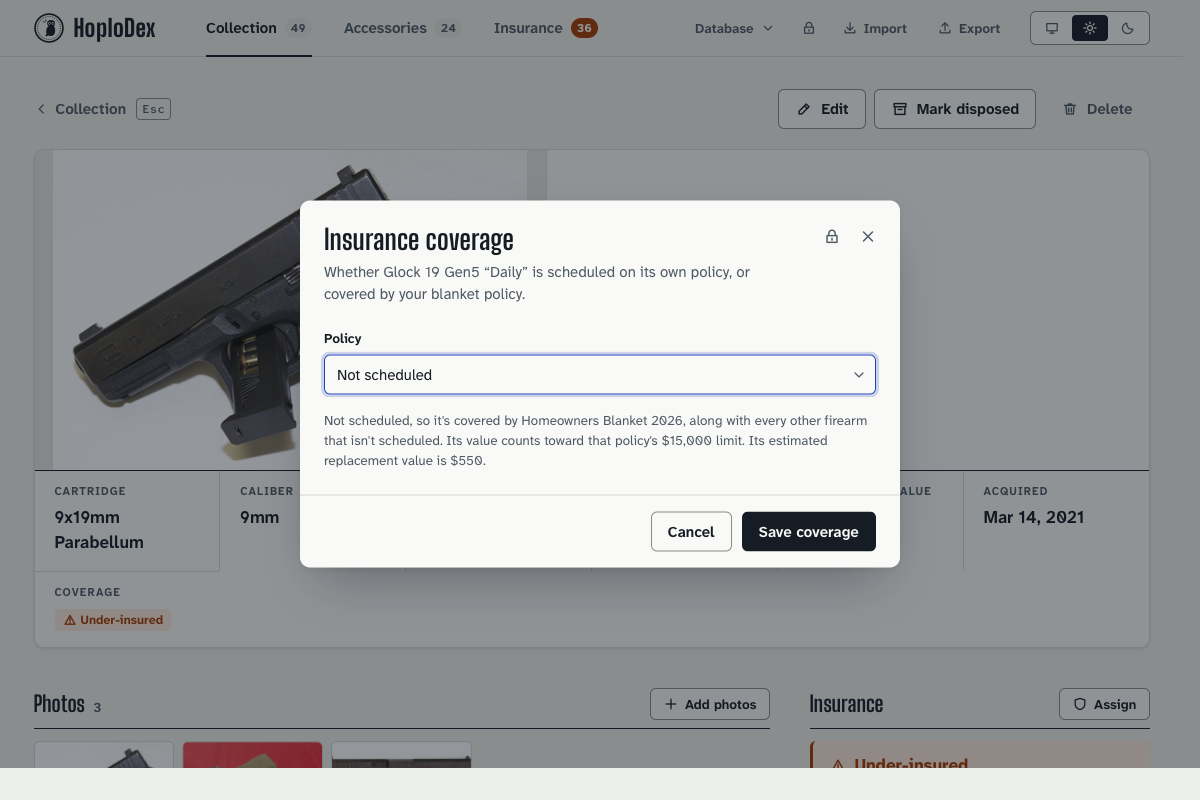 HoploDex
Collection 49
Accessories 24
Insurance 36
Database
Import
Export
Collection Esc
Edit
Mark disposed
Delete
Insurance coverage
Whether Glock 19 Gen5 “Daily” is scheduled on its own policy, or
covered by your blanket policy.
Policy
Not scheduled
Not scheduled, so it's covered by Homeowners Blanket 2026, along with every other firearm
that isn't scheduled. Its value counts toward that policy's $15,000 limit. Its estimated
replacement value is $550.
Cancel
Save coverage
CARTRIDGE
9x19mm
Parabellum
CALIBER
9mm
ALUE
ACQUIRED
Mar 14, 2021
COVERAGE
Under-insured
Photos 3
Add photos
Insurance
Assign
Under-insured